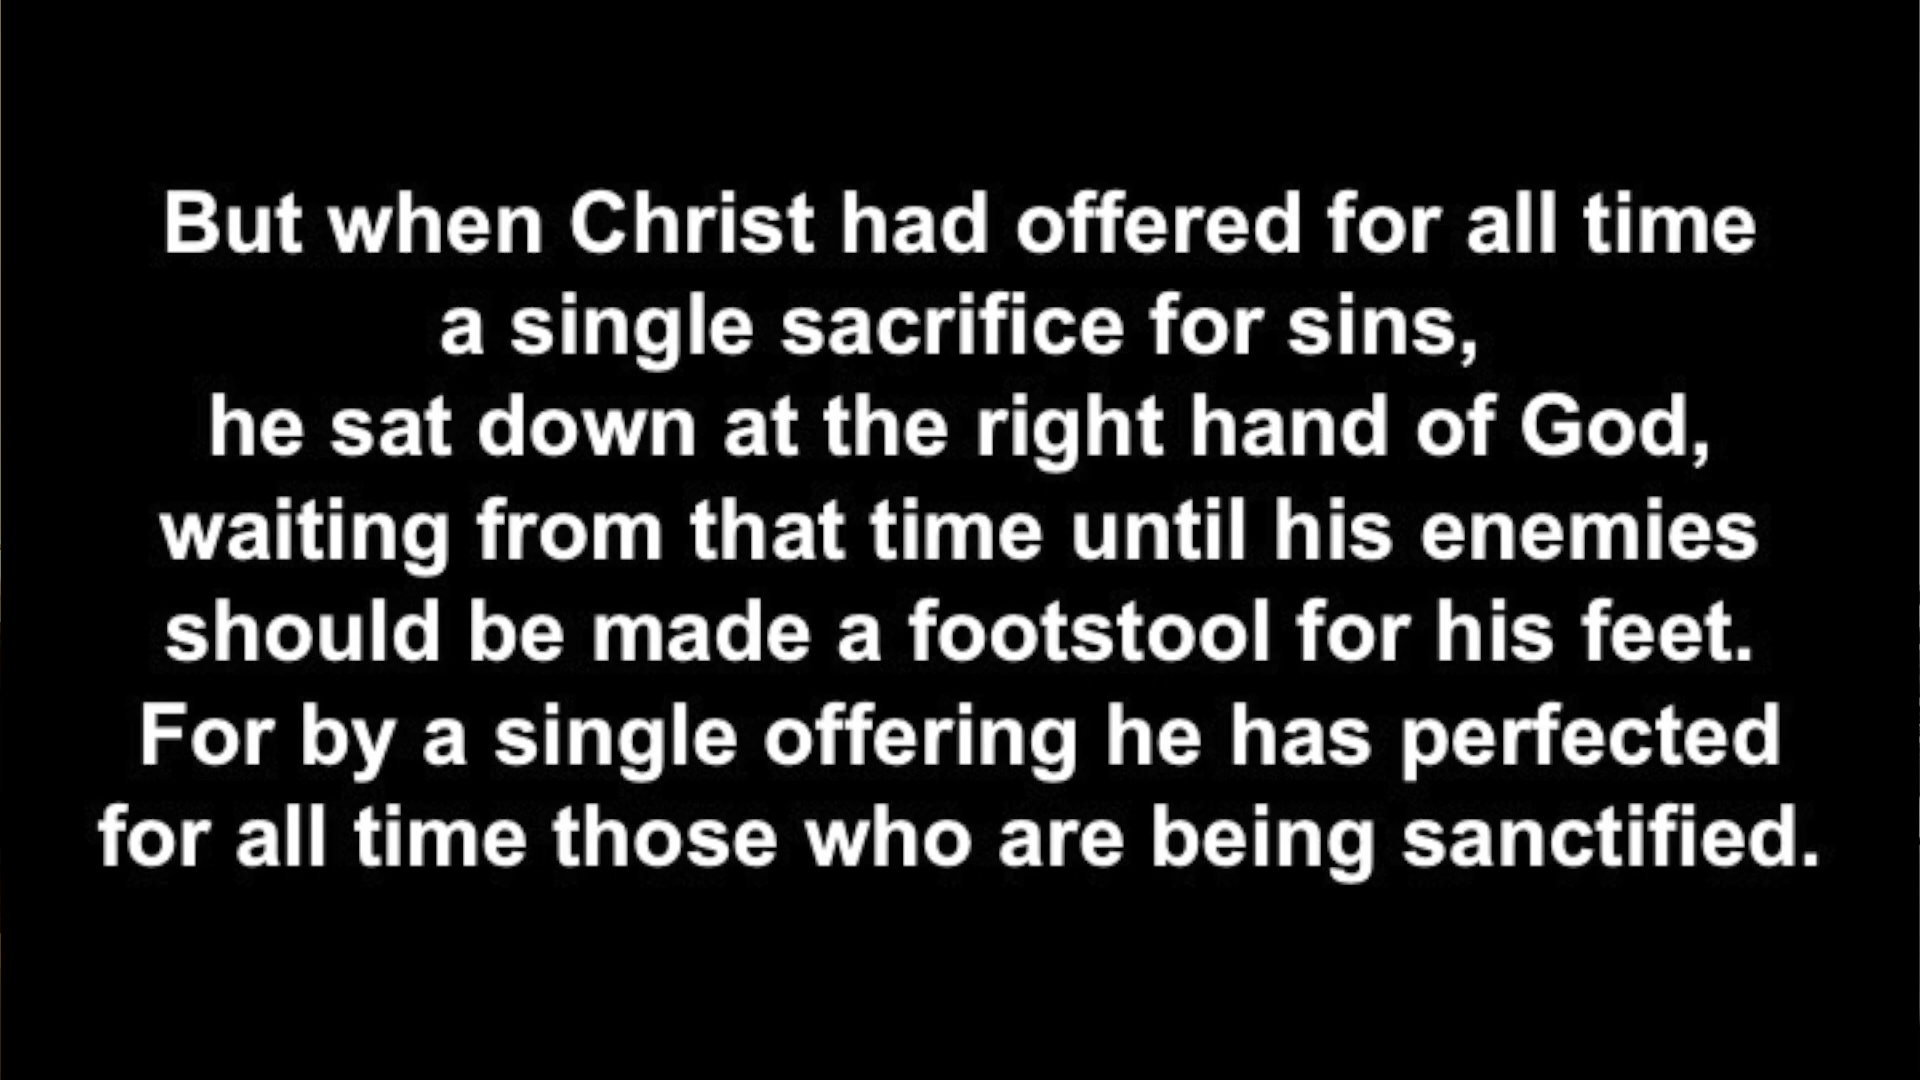 But when Christ had offered for all time
a single sacrifice for sins,
he sat down at the right hand of God,
waiting from that time until his enemies
should be made a footstool for his feet.
For by a single offering he has perfected
for all time those who are being sanctified.